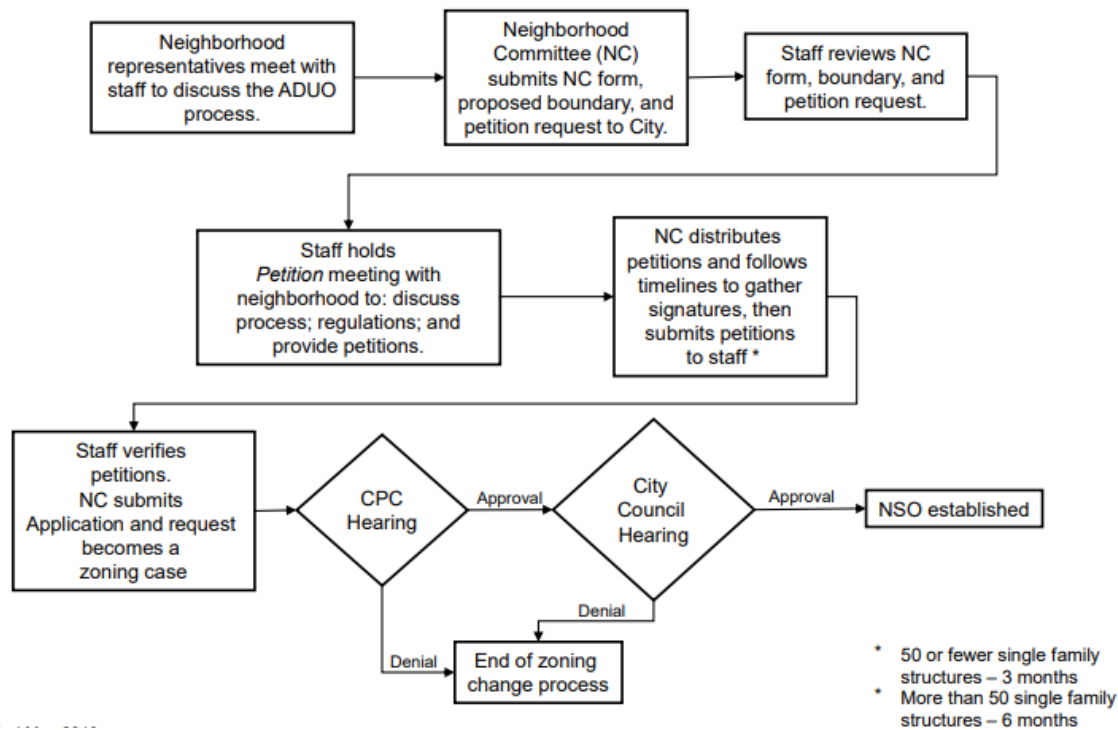 Neighborhood
representatives meet with
staff to discuss the ADUO
process.
Neighborhood
Committee (NC)
submits NC form,
proposed boundary, and
petition request to City.
Staff reviews NC
form, boundary, and
petition request.
Staff holds
Petition meeting with
neighborhood to: discuss
process; regulations; and
provide petitions.
NC distributes
petitions and follows
timelines to gather
signatures, then
submits petitions
to staff *
Staff verifies
petitions.
NC submits
Application and request
becomes a
zoning case
CPC
Hearing
Approval
City
Council
Hearing
Approval
NSO established
Denial
Denial
End of zoning
change process
* 50 or fewer single family
structures – 3 months
* More than 50 single family
structures – 6 months